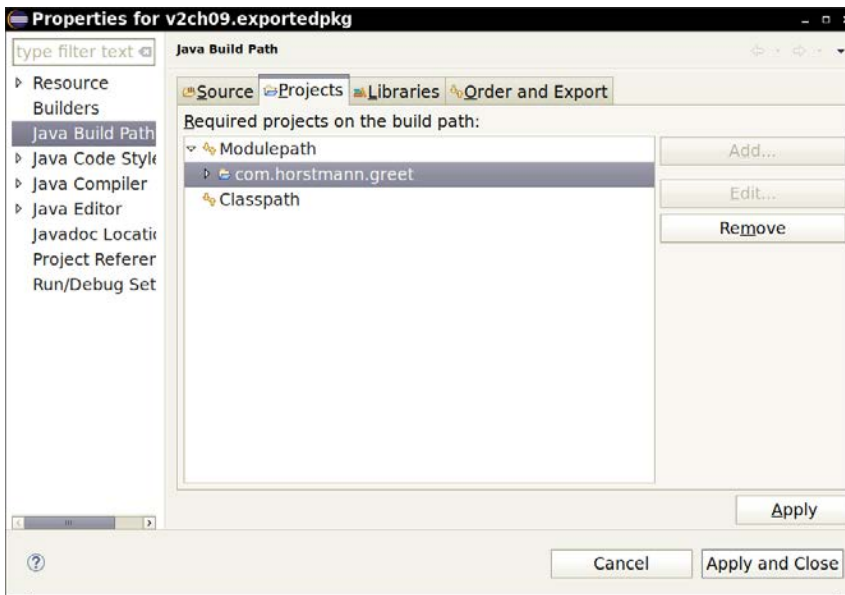 Properties for v2ch09.exportedpkg
type filter text
Java Build Path
Resource
Builders
Java Build Path
Java Code Style
Java Compiler
Java Editor
Javadoc Locatic
Project Referer
Run/Debug Set
Source Projects Libraries Order and Export
Required projects on the build path:
Modulepath
com.horstmann.greet
Classpath
Add...
Edit...
Remove
Apply
Cancel
Apply and Close